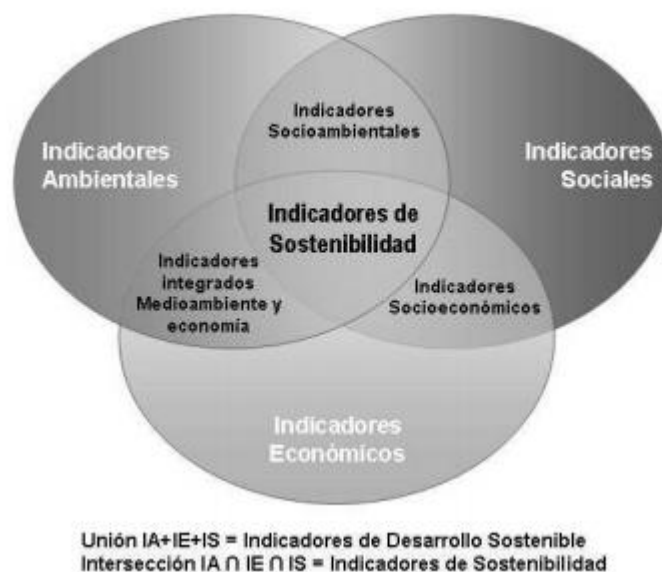 Indicadores
Socioambientales
Indicadores
Ambientales
Indicadores
Sociales
Indicadores de
Sostenibilidad
Indicadores
integrados
Medioambiente y
economía
Indicadores
Socioeconómicos
Indicadores
Económicos
Unión IA+IE+IS = Indicadores de Desarrollo Sostenible
Intersección IA ∩ IE ∩ IS = Indicadores de Sostenibilidad